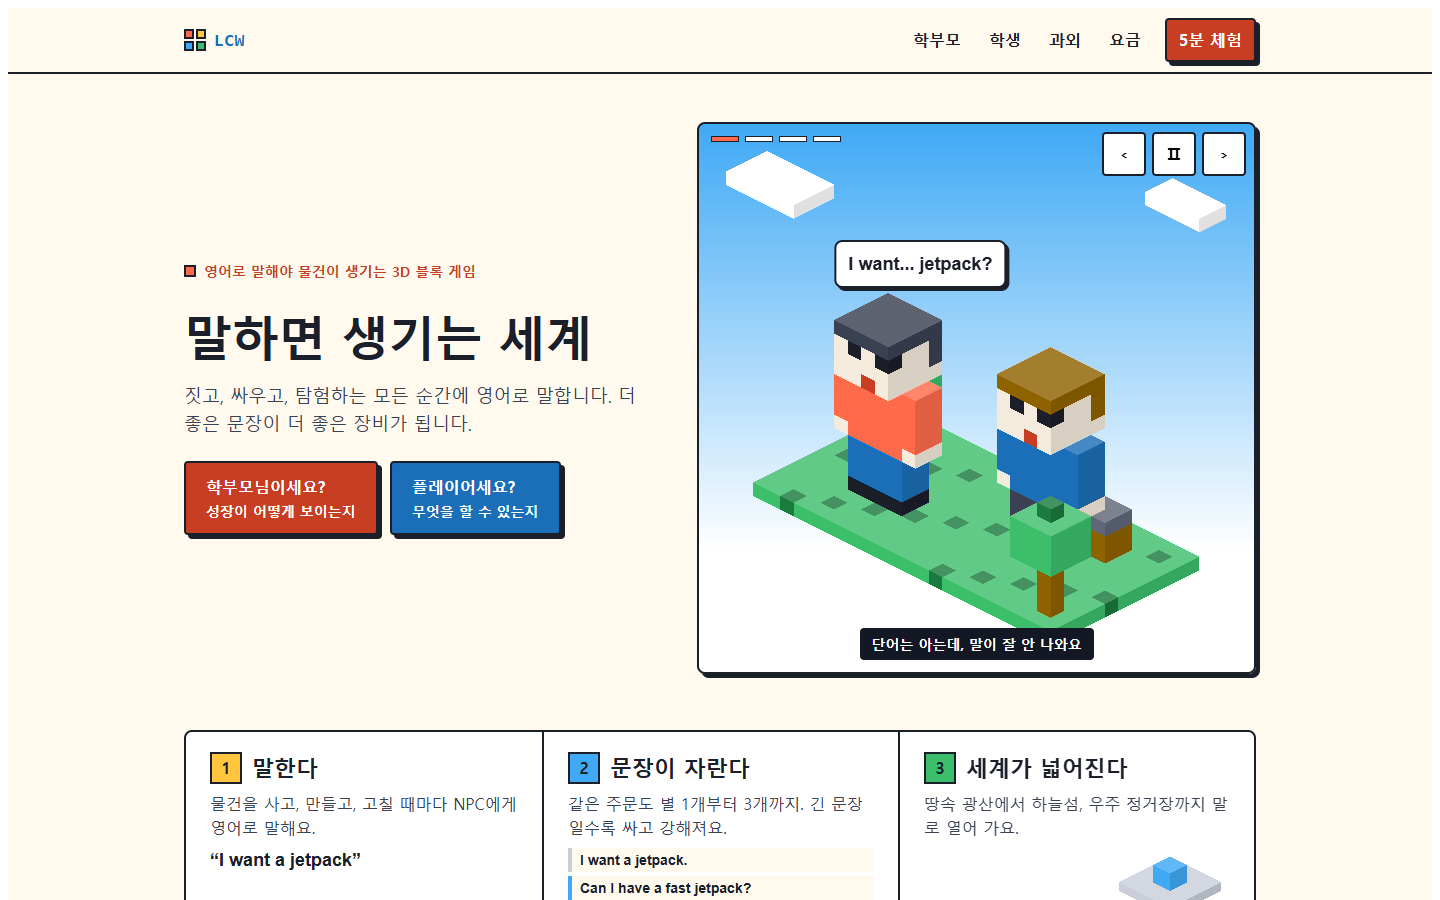 LCW
학부모
학생
과외
요금
5분 체험
영어로 말해야 물건이 생기는 3D 블록 게임
말하면 생기는 세계
짓고, 싸우고, 탐험하는 모든 순간에 영어로 말합니다. 더
좋은 문장이 더 좋은 장비가 됩니다.
학부모님이세요?
성장이 어떻게 보이는지
플레이어세요?
무엇을 할 수 있는지
I want... jetpack?
단어는 아는데, 말이 잘 안 나와요
1 말한다
물건을 사고, 만들고, 고칠 때마다 NPC에게
영어로 말해요.
“I want a jetpack”
2 문장이 자란다
같은 주문도 별 1개부터 3개까지. 긴 문장
일수록 싸고 강해져요.
I want a jetpack.
Can I have a fast jetpack?
3 세계가 넓어진다
땅속 광산에서 하늘섬, 우주 정거장까지 말
로 열어 가요.